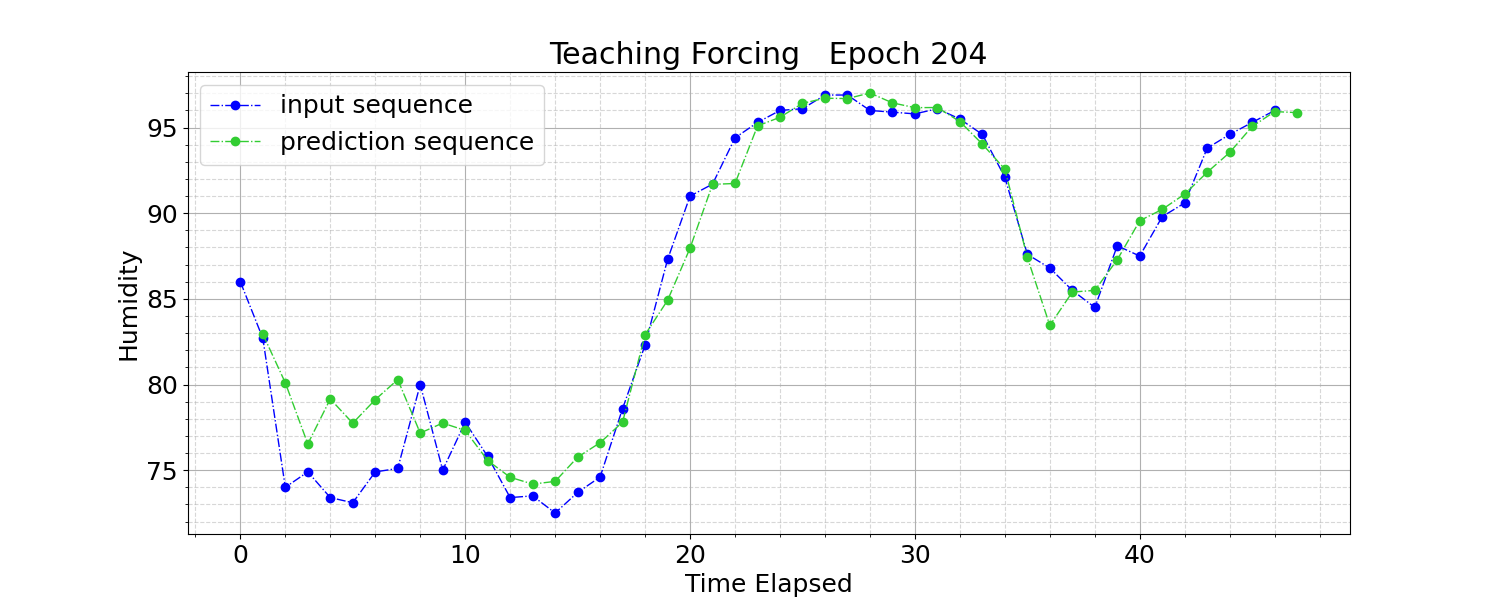 Teaching Forcing   Epoch 204
input sequence
prediction sequence
Humidity
95
90
85
80
75
0 10 20 30 40
Time Elapsed